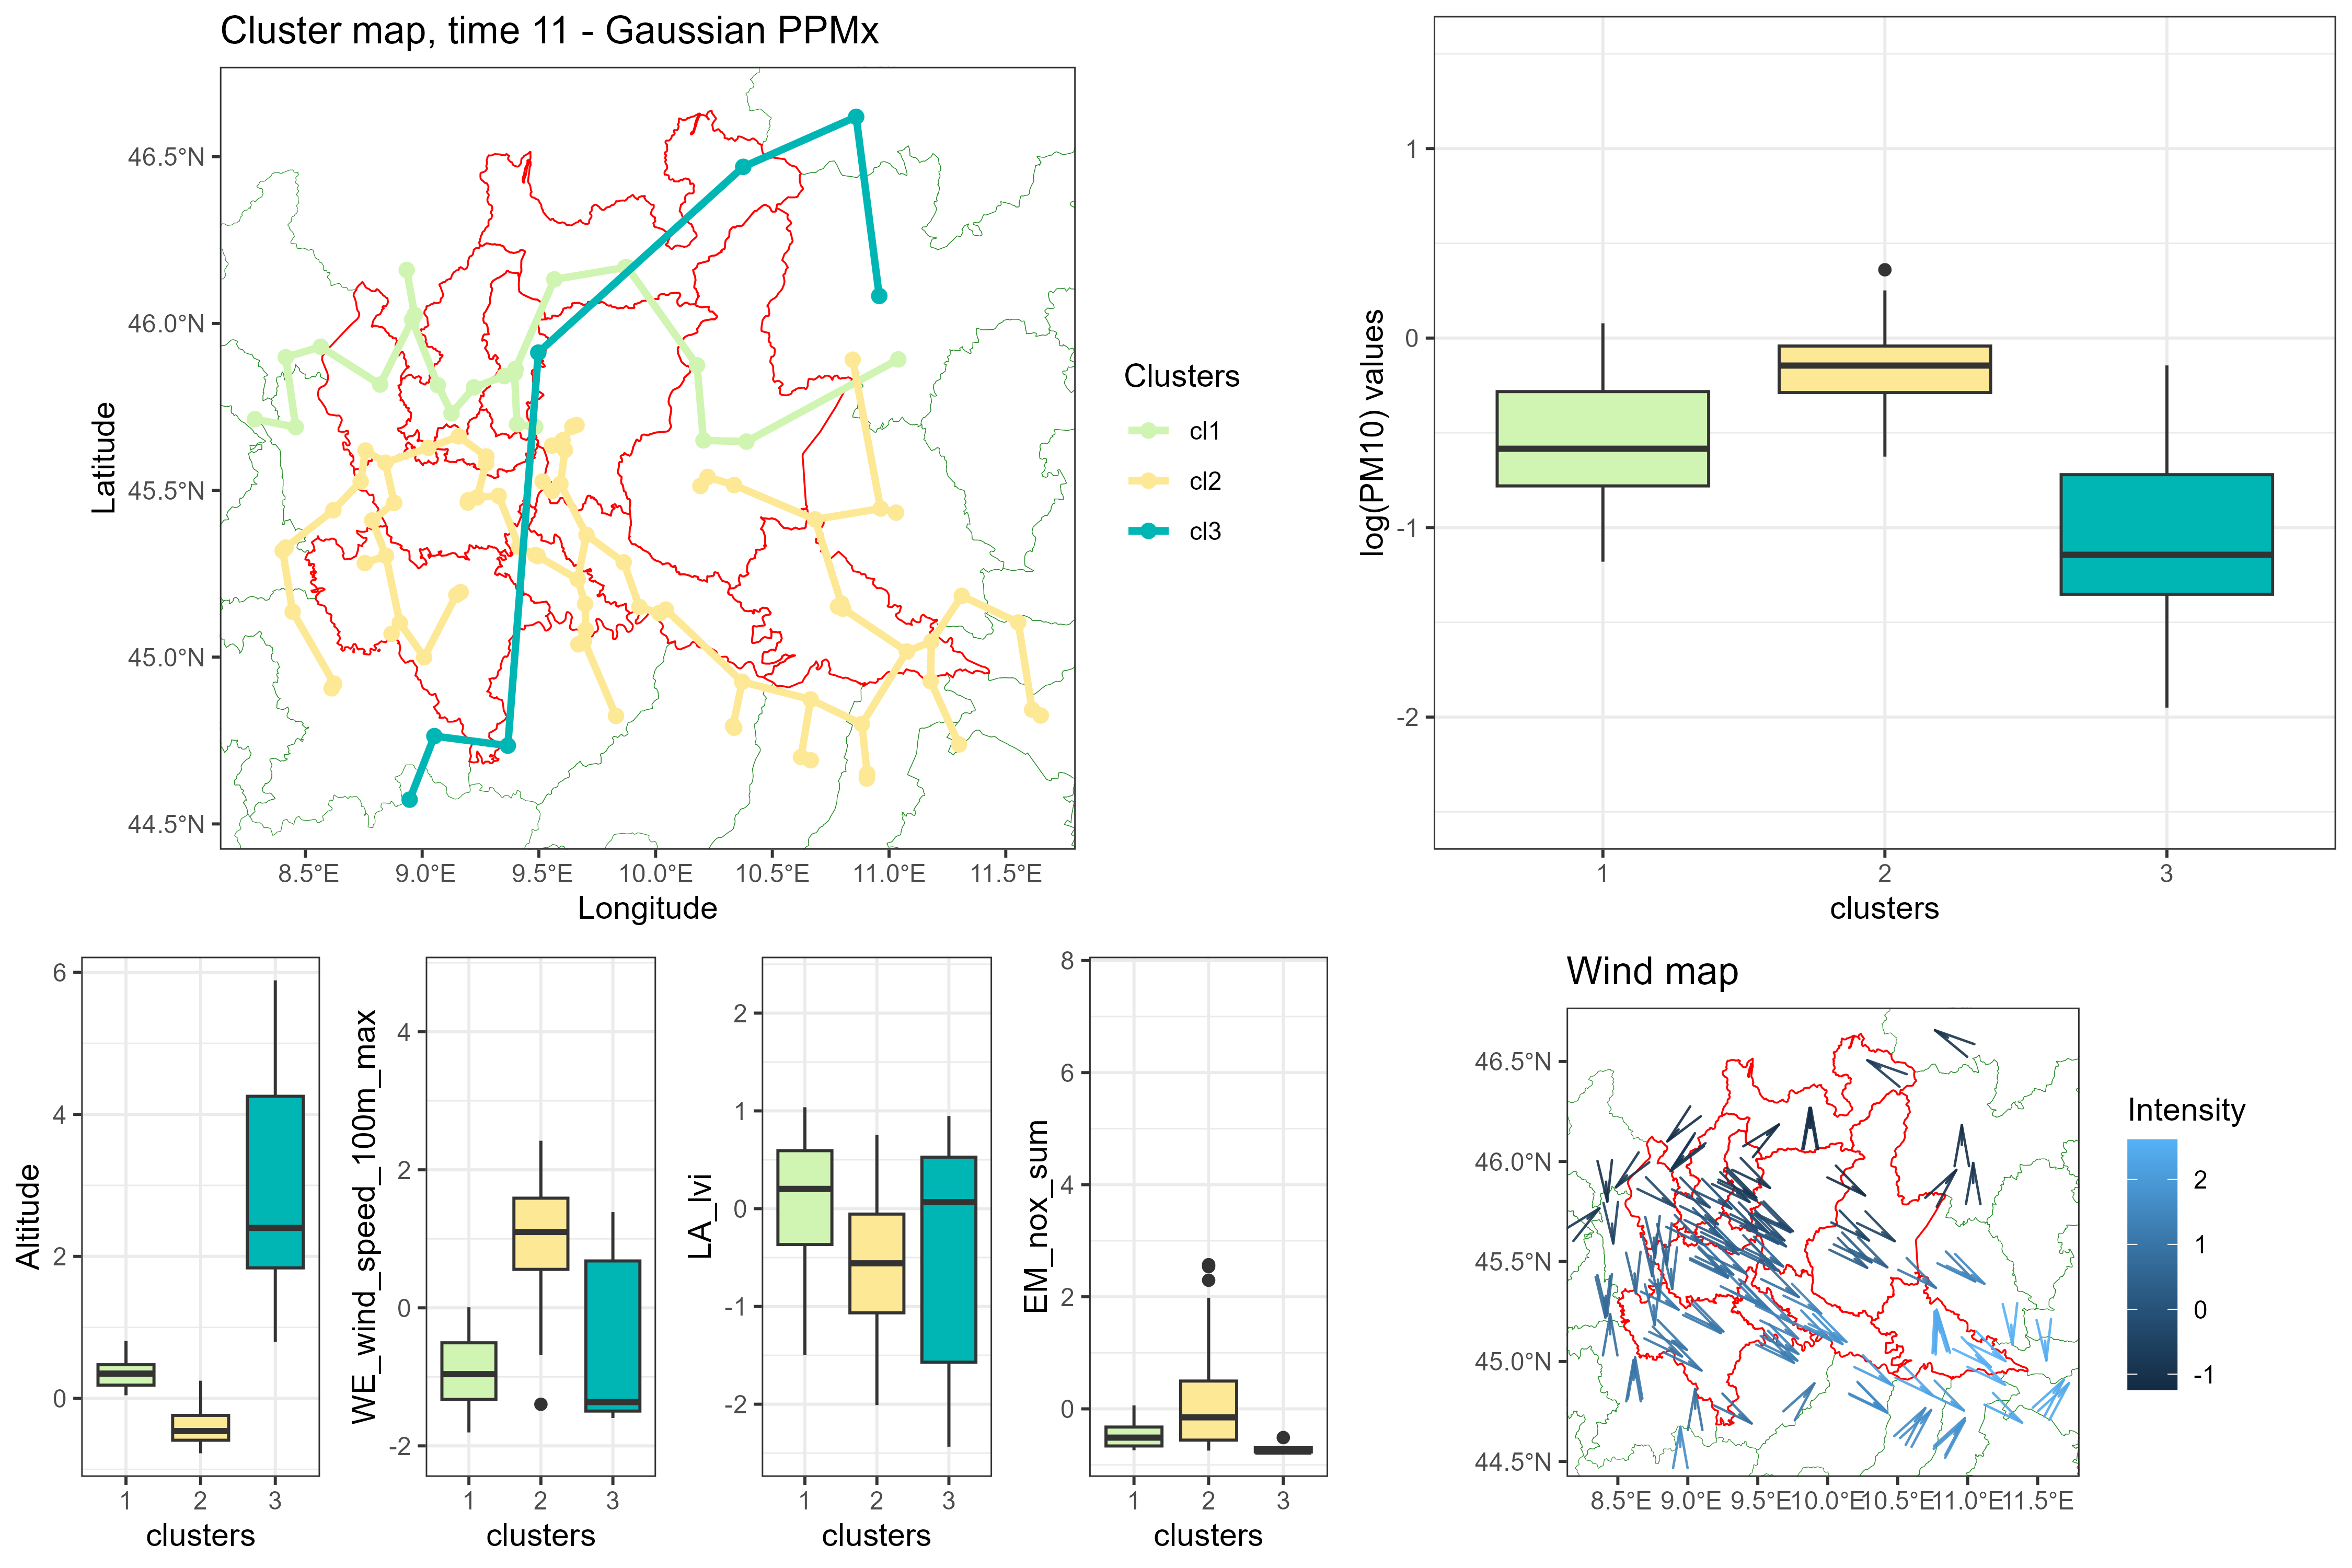 Cluster map, time 11 - Gaussian PPMx
46.5°N
46.0°N
45.5°N
45.0°N
44.5°N
Latitude
8.5°E 9.0°E 9.5°E 10.0°E 10.5°E 11.0°E 11.5°E
Longitude
Clusters
cl1
cl2
cl3
log(PM10) values
1
0
-1
-2
1 2 3
clusters
Altitude
6
4
2
0
1 2 3
clusters
WE_wind_speed_100m_max
4
2
0
-2
1 2 3
clusters
LA_lvi
2
1
0
-1
-2
1 2 3
clusters
EM_nox_sum
8
6
4
2
0
1 2 3
clusters
Wind map
46.5°N
46.0°N
45.5°N
45.0°N
44.5°N
8.5°E 9.0°E 9.5°E 10.0°E 10.5°E 11.0°E 11.5°E
Intensity
2
1
0
-1